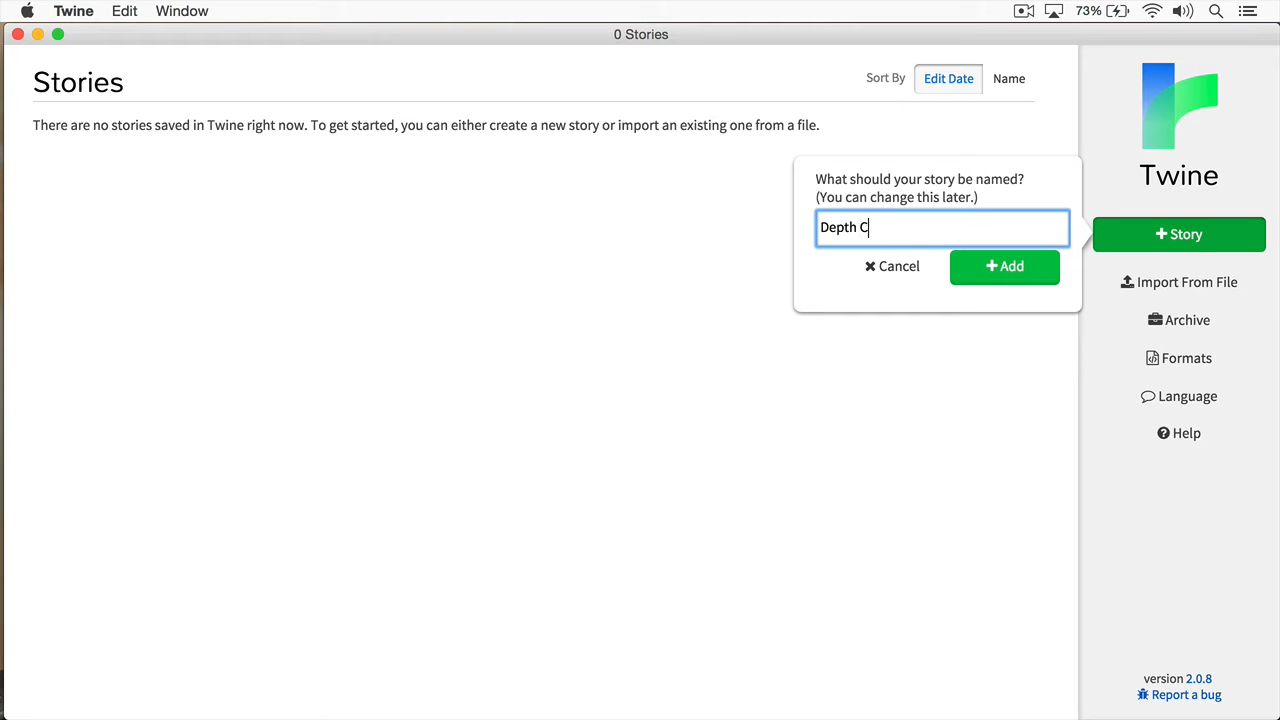 Twine Edit Window 73%
0 Stories
Stories
Sort By Edit Date Name
There are no stories saved in Twine right now. To get started, you can either create a new story or import an existing one from a file.
What should your story be named?
(You can change this later.)
Depth C
Cancel
Add
Twine
Story
Import From File
Archive
Formats
Language
Help
version 2.0.8
Report a bug